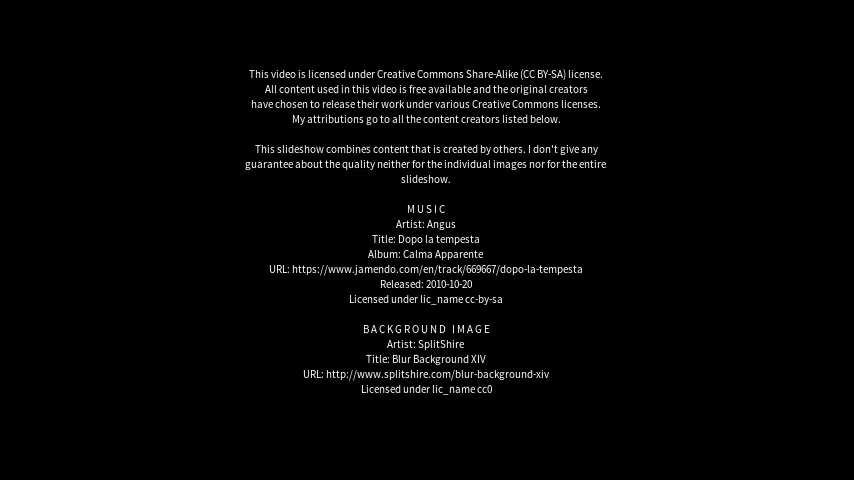 This video is licensed under Creative Commons Share-Alike (CC BY-SA) license.
All content used in this video is free available and the original creators
have chosen to release their work under various Creative Commons licenses.
My attributions go to all the content creators listed below.
This slideshow combines content that is created by others. I don't give any
guarantee about the quality neither for the individual images nor for the entire
slideshow.
MUSIC
Artist: Angus
Title: Dopo la tempesta
Album: Calma Apparente
URL: https://www.jamendo.com/en/track/669667/dopo-la-tempesta
Released: 2010-10-20
Licensed under lic_name cc-by-sa
BACKGROUND IMAGE
Artist: SplitShire
Title: Blur Background XIV
URL: http://www.splitshire.com/blur-background-xiv
Licensed under lic_name cc0